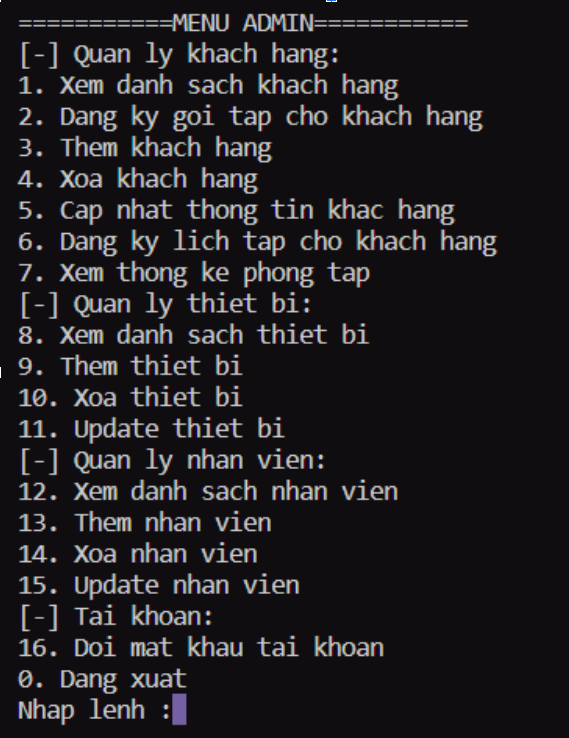 ===========MENU ADMIN===========
[-] Quan ly khach hang:
1. Xem danh sach khach hang
2. Dang ky goi tap cho khach hang
3. Them khach hang
4. Xoa khach hang
5. Cap nhat thong tin khac hang
6. Dang ky lich tap cho khach hang
7. Xem thong ke phong tap
[-] Quan ly thiet bi:
8. Xem danh sach thiet bi
9. Them thiet bi
10. Xoa thiet bi
11. Update thiet bi
[-] Quan ly nhan vien:
12. Xem danh sach nhan vien
13. Them nhan vien
14. Xoa nhan vien
15. Update nhan vien
[-] Tai khoan:
16. Doi mat khau tai khoan
0. Dang xuat
Nhap lenh :